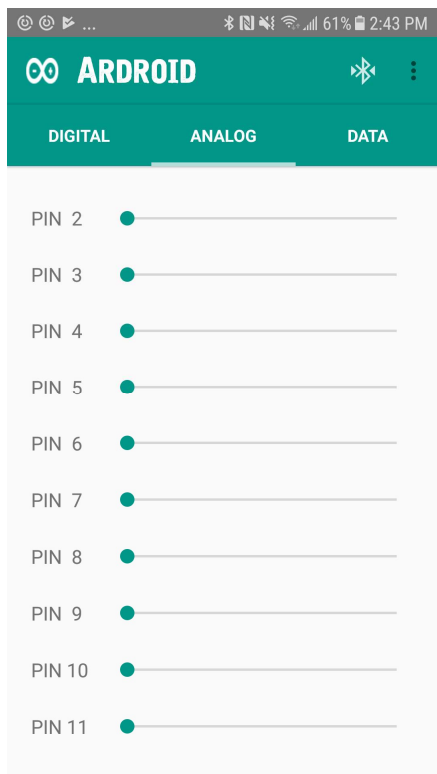 ... 61% 2:43 PM
ARDROID
DIGITAL ANALOG DATA
PIN 2
PIN 3
PIN 4
PIN 5
PIN 6
PIN 7
PIN 8
PIN 9
PIN 10
PIN 11